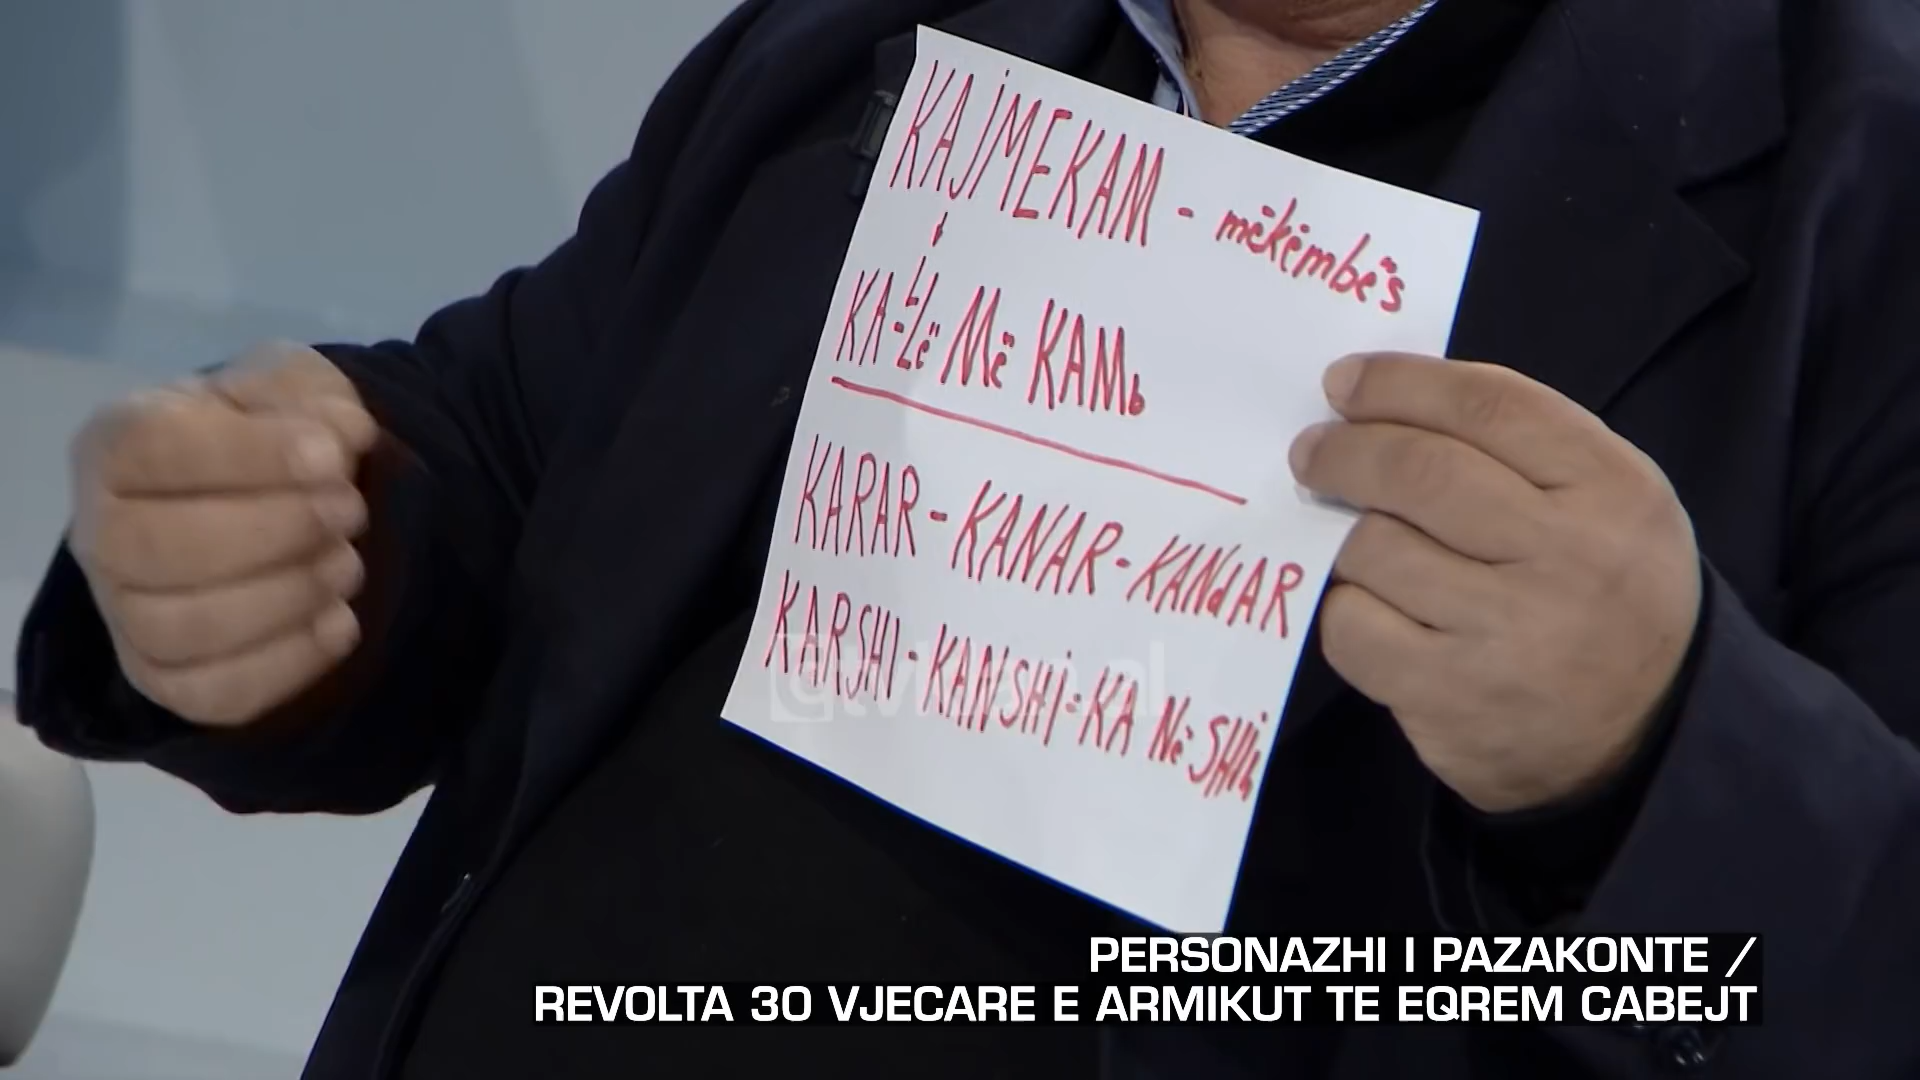 KAJMEKAM - mëkëmbës
KA-Lë Më KAMb
KARAR - KANAR - KANdAR
KARSHI - KANSHI = KA Në SHIh
PERSONAZHI I PAZAKONTE /
REVOLTA 30 VJECARE E ARMIKUT TE EQREM CABEJT